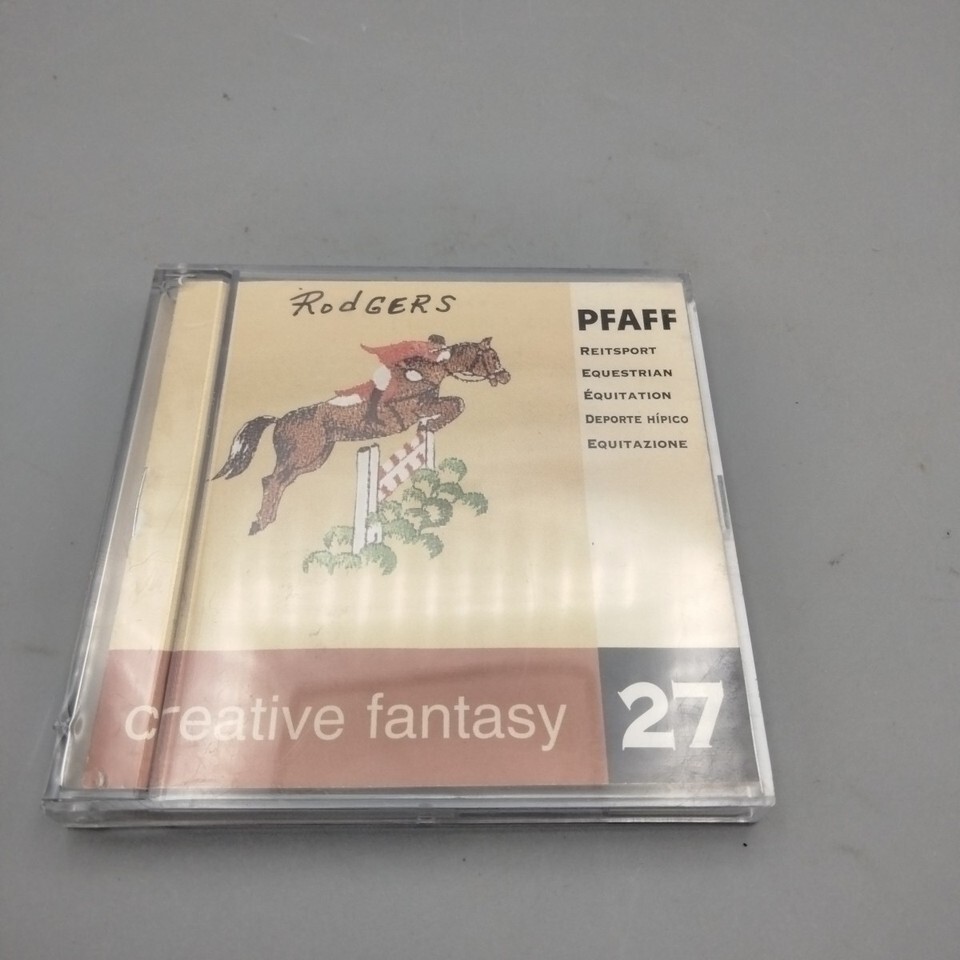 RodGERS
PFAFF
REITSPORT
EQUESTRIAN
ÉQUITATION
DEPORTE HÍPICO
EQUITAZIONE
creative fantasy
27